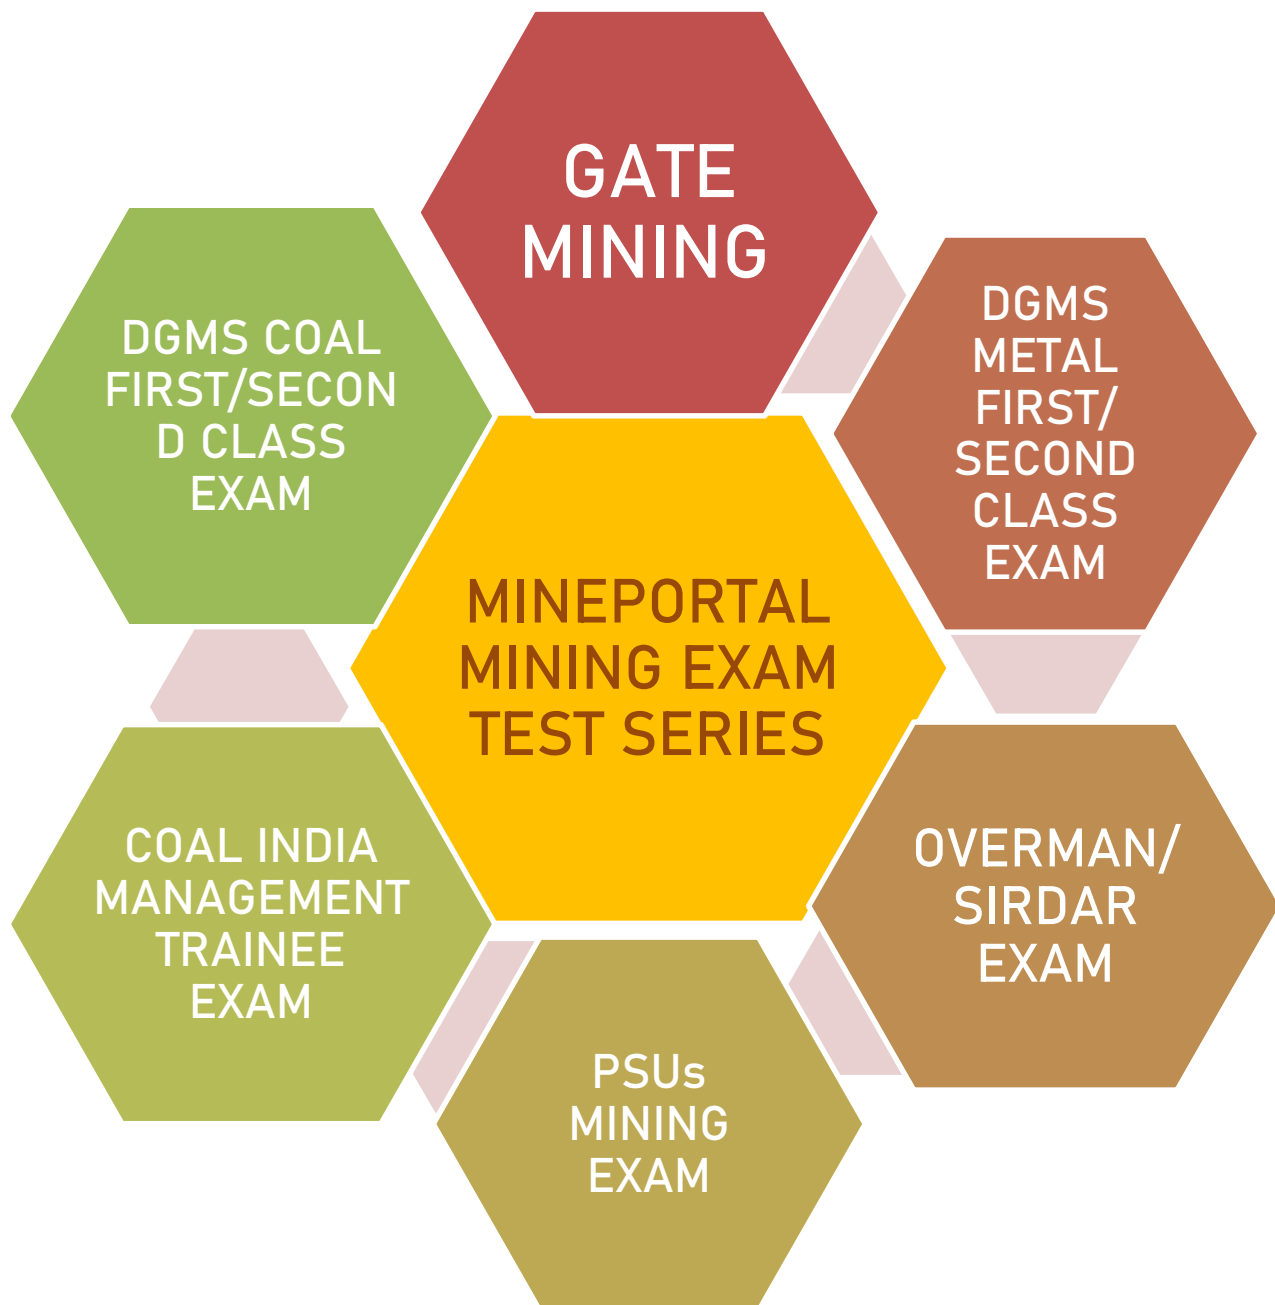 GATE
MINING
DGMS COAL
FIRST/SECON
D CLASS
EXAM
DGMS
METAL
FIRST/
SECOND
CLASS
EXAM
MINEPORTAL
MINING EXAM
TEST SERIES
COAL INDIA
MANAGEMENT
TRAINEE
EXAM
OVERMAN/
SIRDAR
EXAM
PSUs
MINING
EXAM